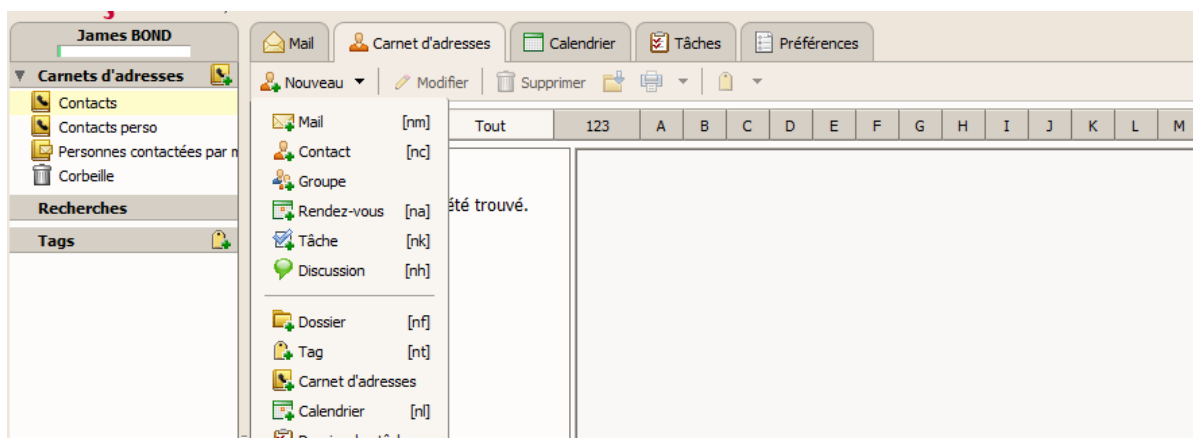 James BOND
Mail Carnet d'adresses Calendrier Tâches Préférences
Carnets d'adresses
Nouveau Modifier Supprimer
Contacts
Contacts perso
Personnes contactées par
Corbeille
Recherches
Tags
Mail [nm]
Contact [nc]
Groupe
Rendez-vous [na]
Tâche [nk]
Discussion [nh]
Dossier [nf]
Tag [nt]
Carnet d'adresses
Calendrier [nl]
Tout 123 A B C D E F G H I J K L M
été trouvé.